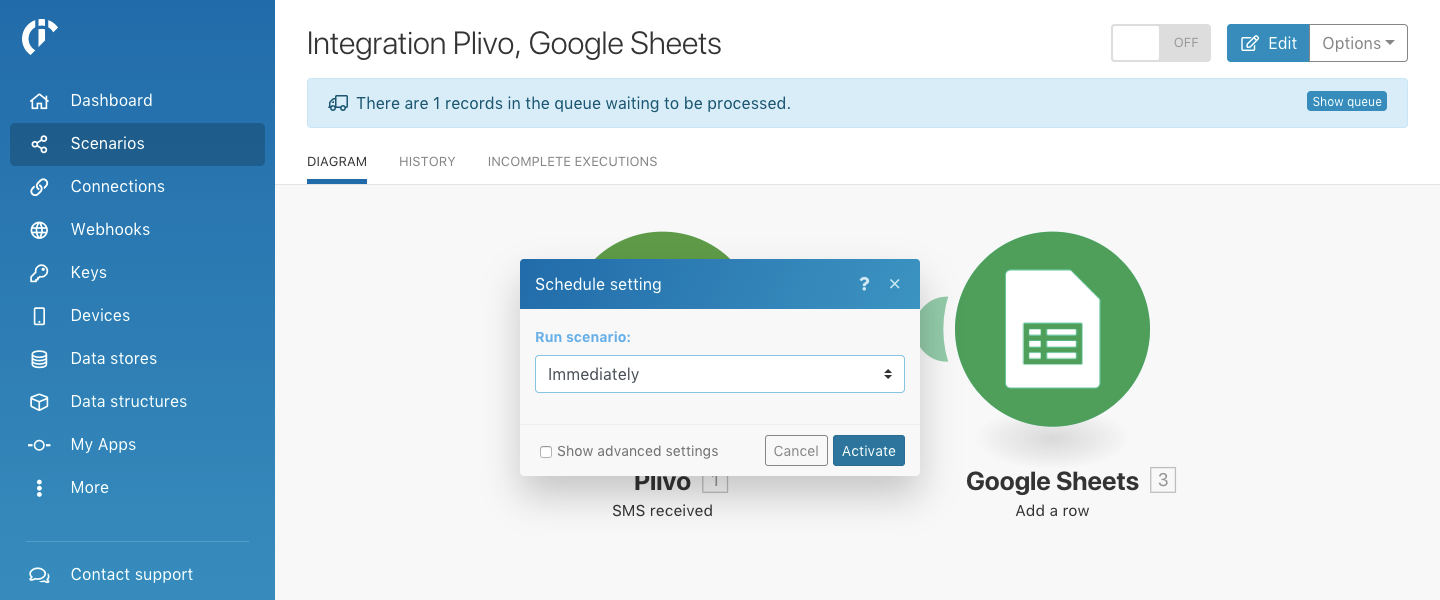 Integration Plivo, Google Sheets
OFF
Edit
Options
There are 1 records in the queue waiting to be processed.
Show queue
Dashboard
Scenarios
Connections
Webhooks
Keys
Devices
Data stores
Data structures
My Apps
More
Contact support
DIAGRAM
HISTORY
INCOMPLETE EXECUTIONS
Schedule setting
?
Run scenario:
Immediately
Show advanced settings
Cancel
Activate
Plivo 1
SMS received
Google Sheets 3
Add a row